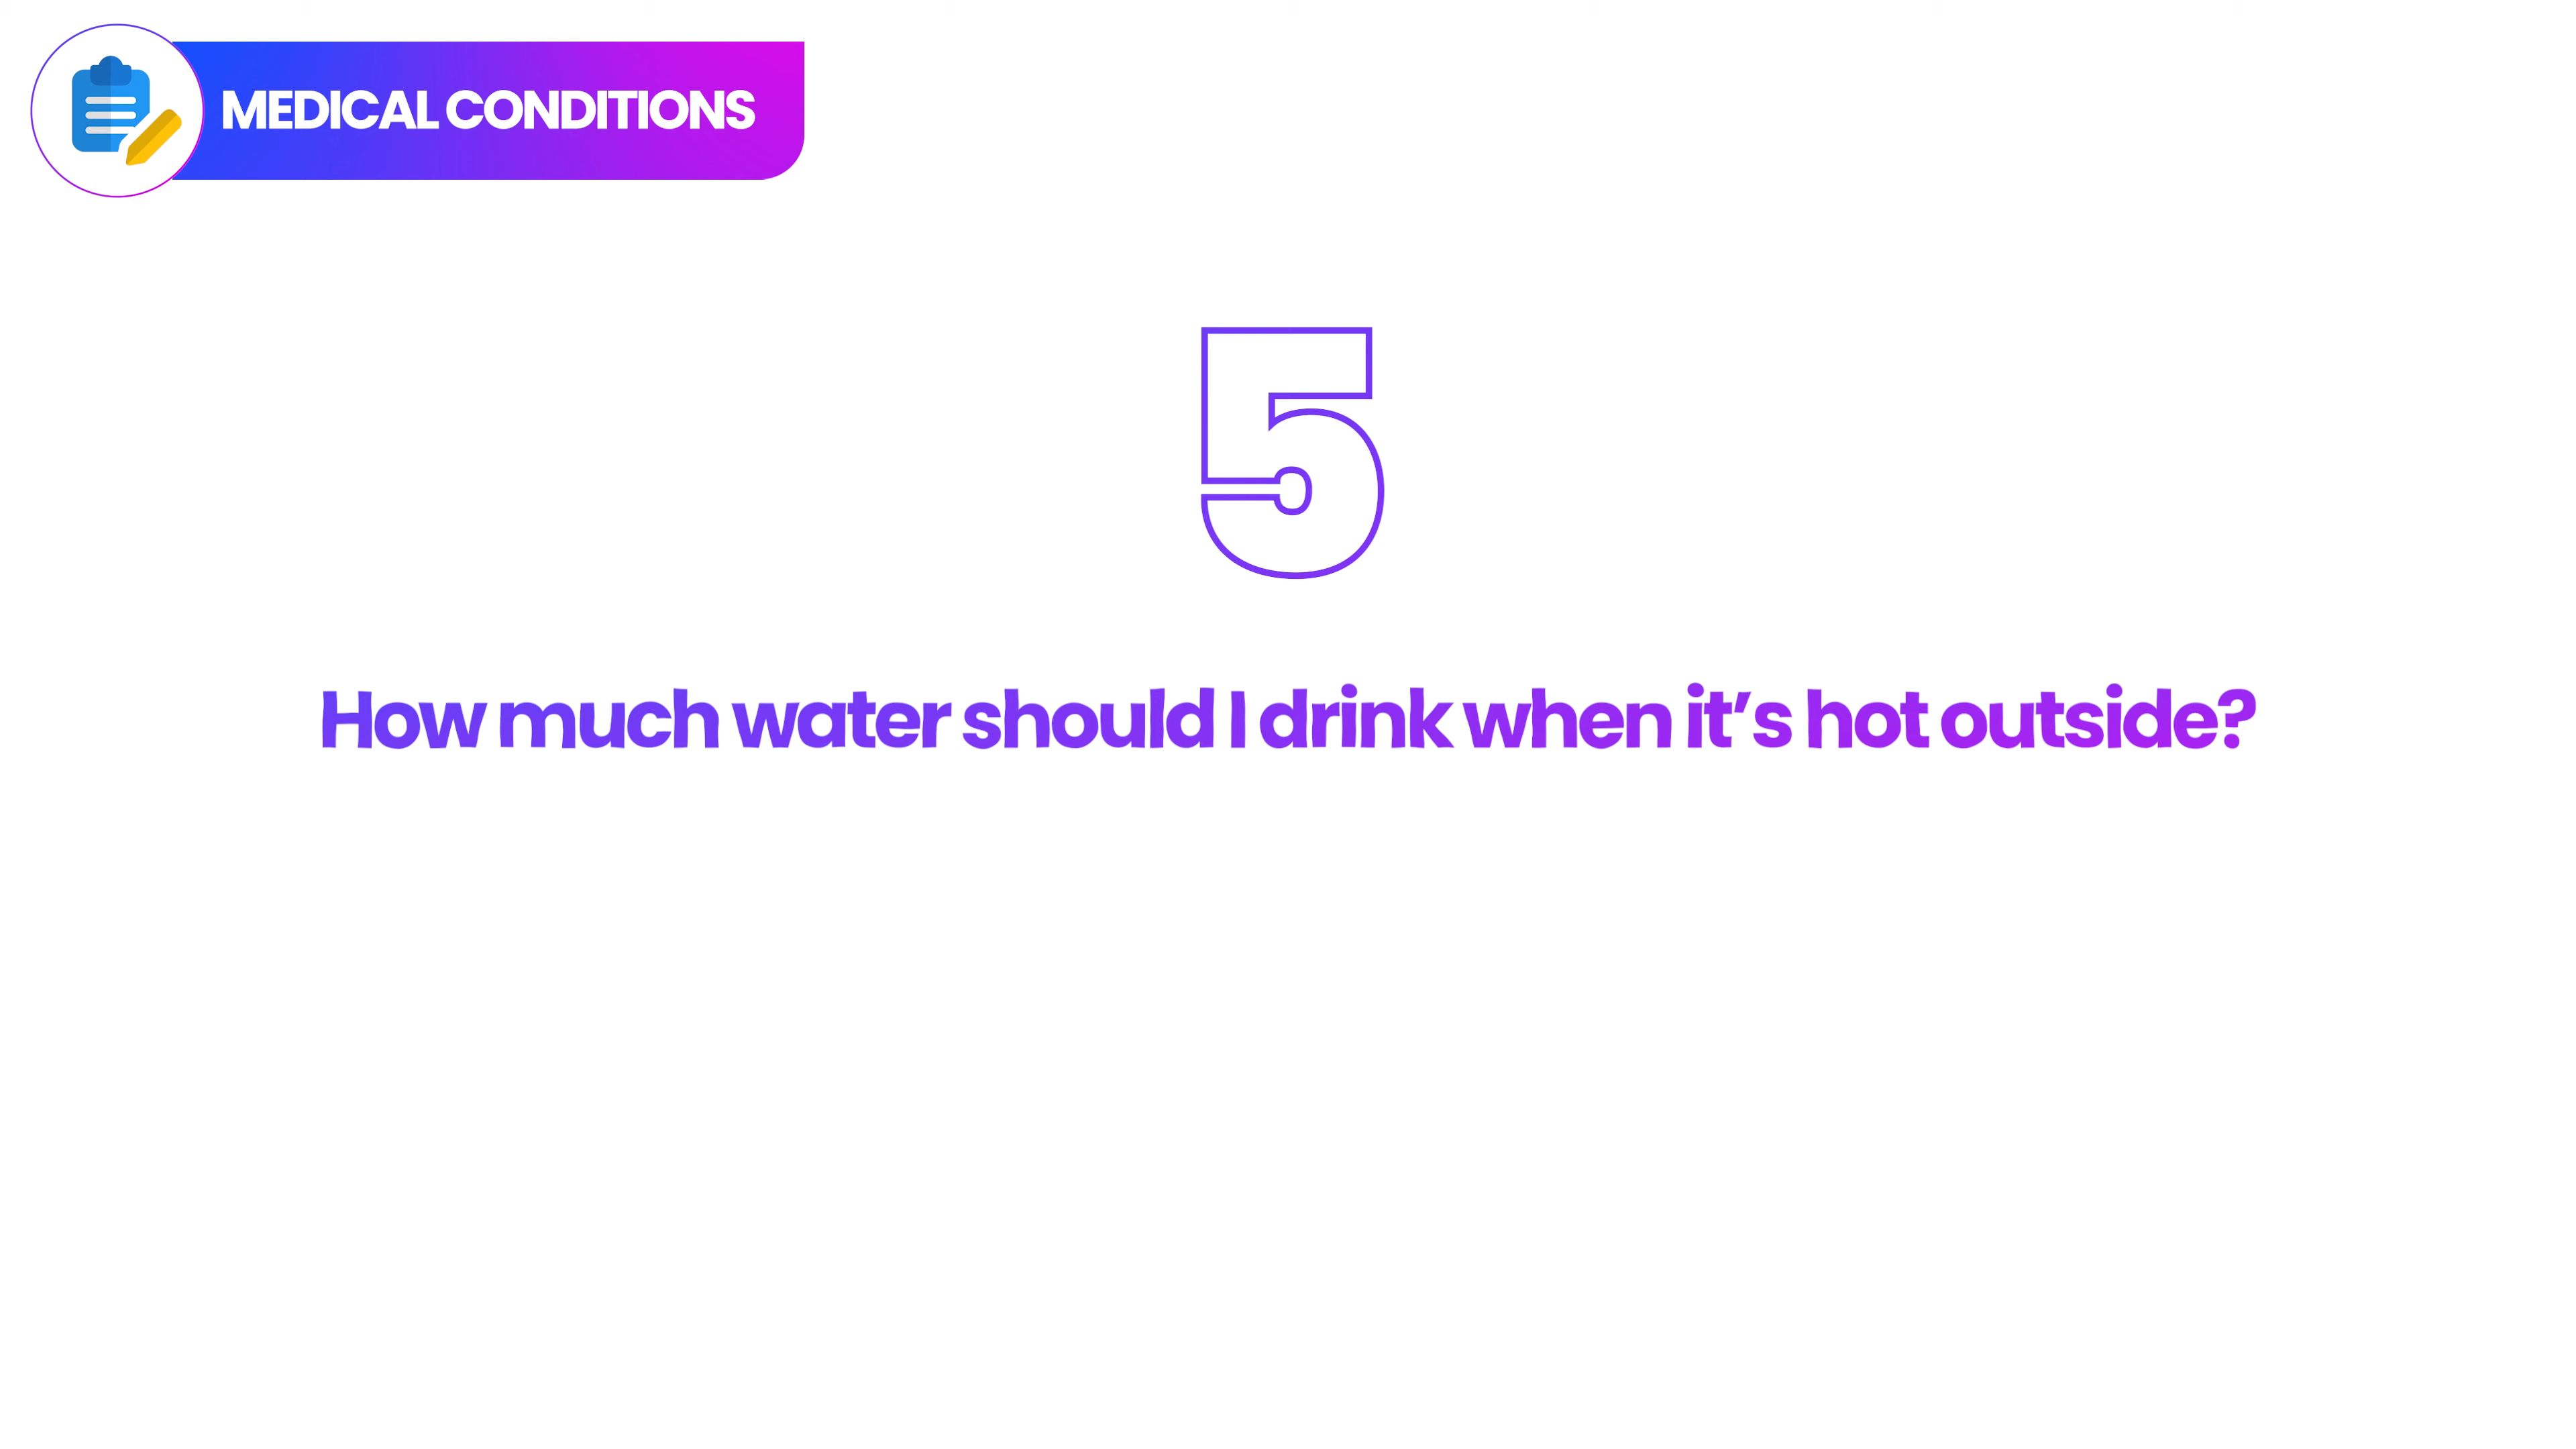 MEDICAL CONDITIONS
5
How much water should I drink when it’s hot outside?